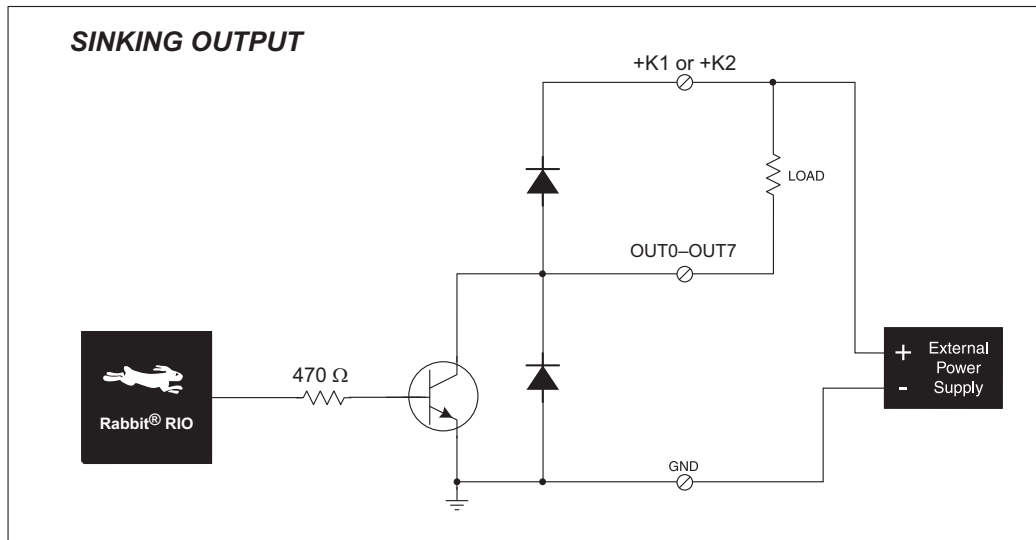 SINKING OUTPUT
+K1 or +K2
LOAD
OUT0–OUT7
470 Ω
Rabbit® RIO
+ External
Power
- Supply
GND